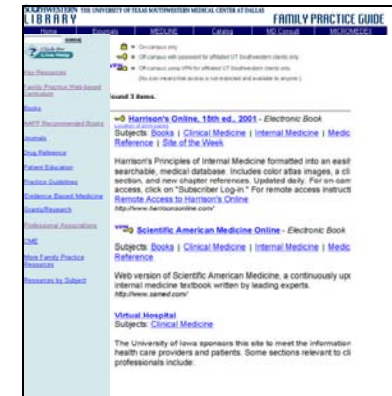 SOUTHWESTERN THE UNIVERSITY OF TEXAS SOUTHWESTERN MEDICAL CENTER AT DALLAS
LIBRARY
FAMILY PRACTICE GUIDE
Home
Ejournals
MEDLINE
Catalog
MD Consult
MICROMEDEX
= On-campus only
= Off-campus with password for affiliated UT Southwestern clients only
= Off-campus using VPN for affiliated UT Southwestern clients only
(No icon means that access is not restricted and available to anyone.)
ound 3 items.
Key Resources
Family Practice Web-based
Curriculum
Books
AAFP Recommended Books
Journals
Drug Reference
Patient Education
Practice Guidelines
Evidence Based Medicine
Grants/Research
Professional Associations
CME
More Family Practice
Resources
Resources by Subject
Harrison's Online, 15th ed., 2001 - Electronic Book
Subjects: Books | Clinical Medicine | Internal Medicine | Medic
Reference | Site of the Week
Harrison's Principles of Internal Medicine formatted into an easil
searchable, medical database. Includes color atlas images, a cli
section, and new chapter references. Updated daily. For on-cam
access, click on "Subscriber Log-in." For remote access instructi
Remote Access to Harrison's Online
http://www.harrisonsonline.com/
VPN Scientific American Medicine Online - Electronic Book
Subjects: Books | Clinical Medicine | Internal Medicine | Medic
Reference
Web version of Scientific American Medicine, a continuously upc
internal medicine textbook written by leading experts.
http://www.samed.com/
Virtual Hospital
Subjects: Clinical Medicine
The University of Iowa sponsors this site to meet the information
health care providers and patients. Some sections relevant to cli
professionals include: